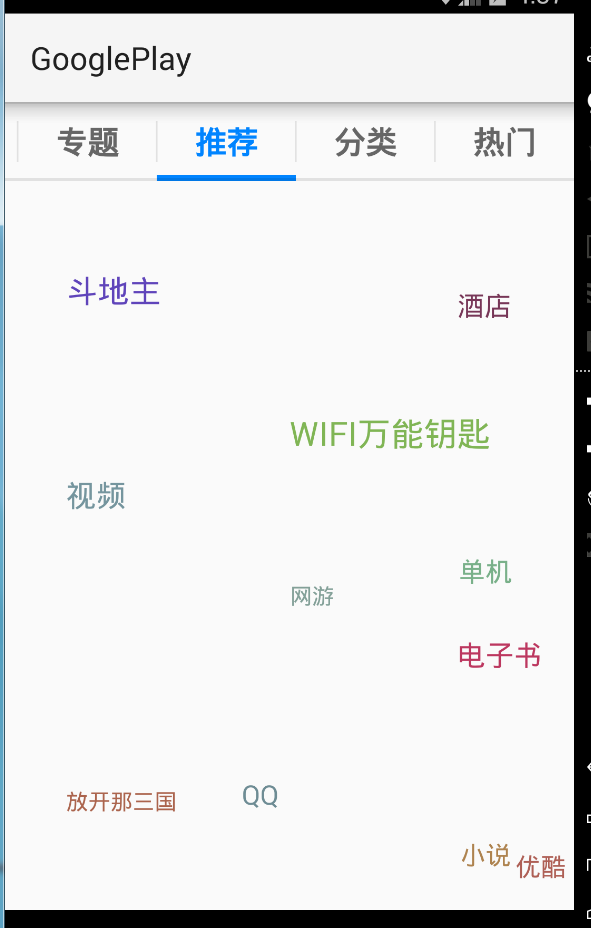 GooglePlay
专题 推荐 分类 热门
斗地主
酒店
WIFI万能钥匙
视频
单机
网游
电子书
QQ
放开那三国
小说
优酷